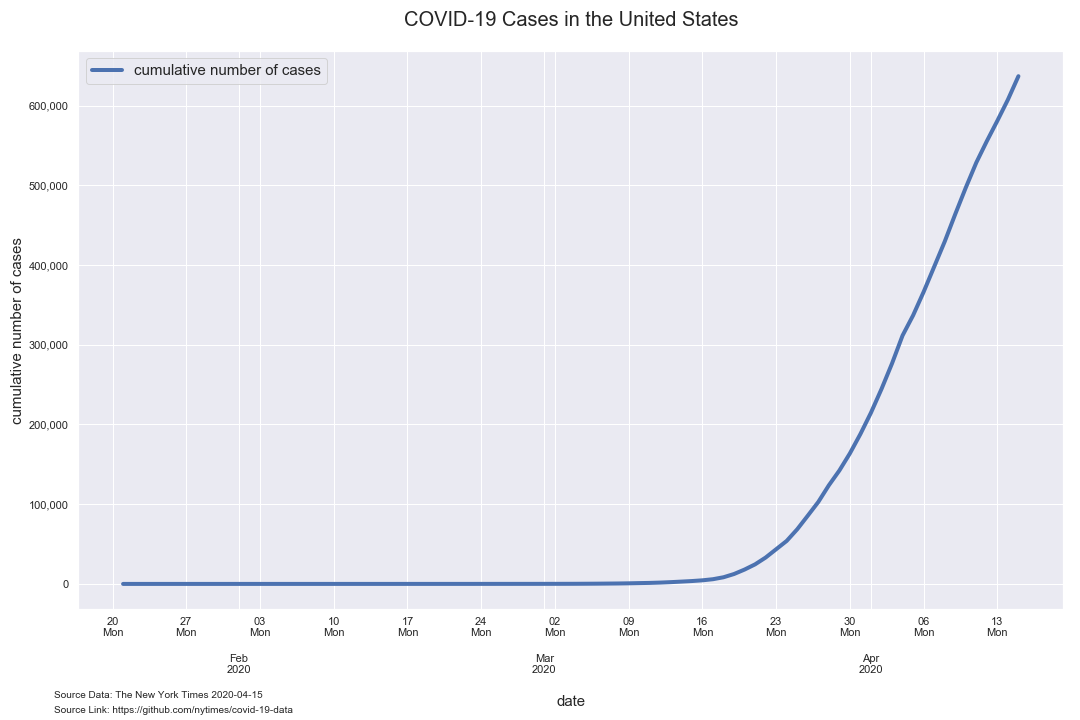 COVID-19 Cases in the United States
cumulative number of cases
600,000
500,000
400,000
300,000
200,000
100,000
0
cumulative number of cases
20 27 03 10 17 24 02 09 16 23 30 06 13
Mon Mon Mon Mon Mon Mon Mon Mon Mon Mon Mon Mon Mon
Feb Mar Apr
2020 2020 2020
date
Source Data: The New York Times 2020-04-15
Source Link: https://github.com/nytimes/covid-19-data